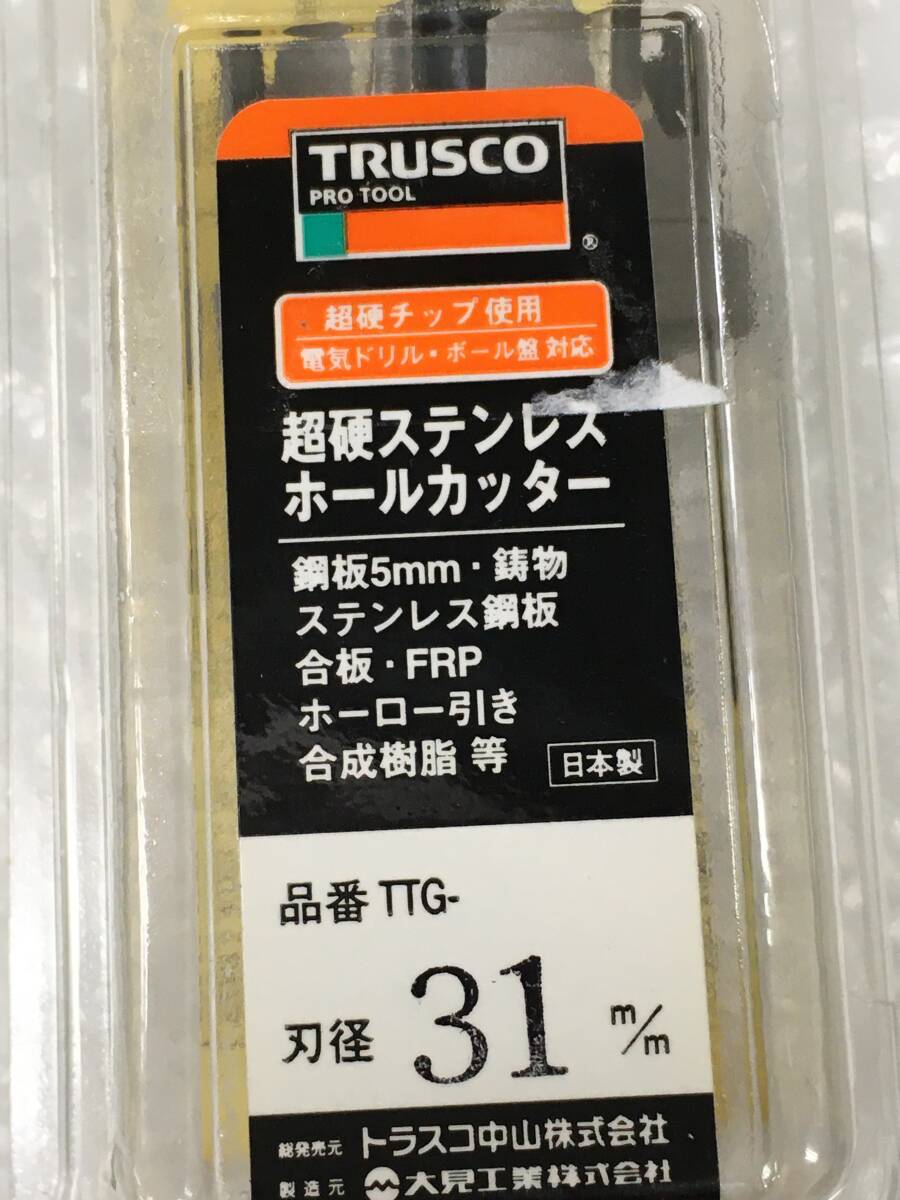 TRUSCO
PRO TOOL
®
超硬チップ使用
電気ドリル・ボール盤対応
超硬ステンレス
ホールカッター
鋼板5mm・鋳物
ステンレス鋼板
合板・FRP
ホーロー引き
合成樹脂 等
日本製
品番 TTG-
刃径 31 m/m
総発売元 トラスコ中山株式会社
製造元 大見工業株式会社